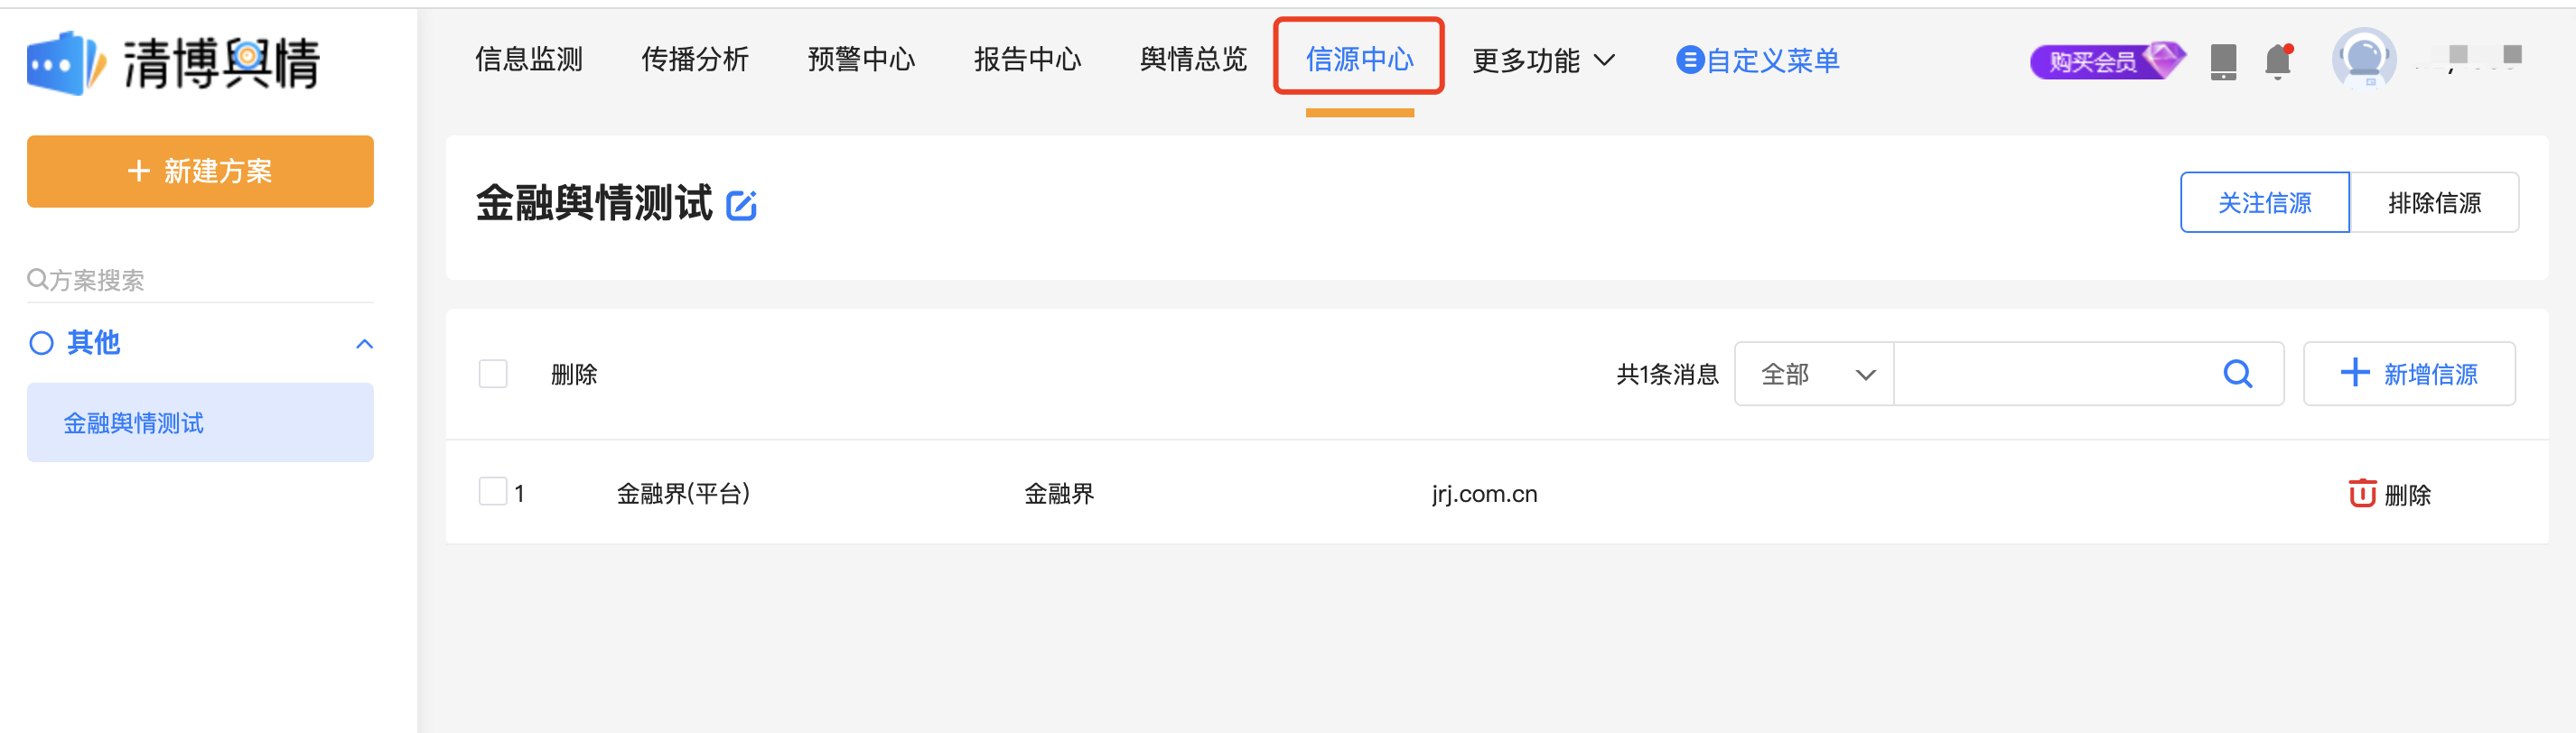 清博舆情
信息监测 传播分析 预警中心 报告中心 舆情总览 信源中心 更多功能 自定义菜单 购买会员
新建方案
方案搜索
其他
金融舆情测试
金融舆情测试
关注信源 排除信源
删除 共1条消息 全部 新增信源
1 金融界(平台) 金融界 jrj.com.cn 删除